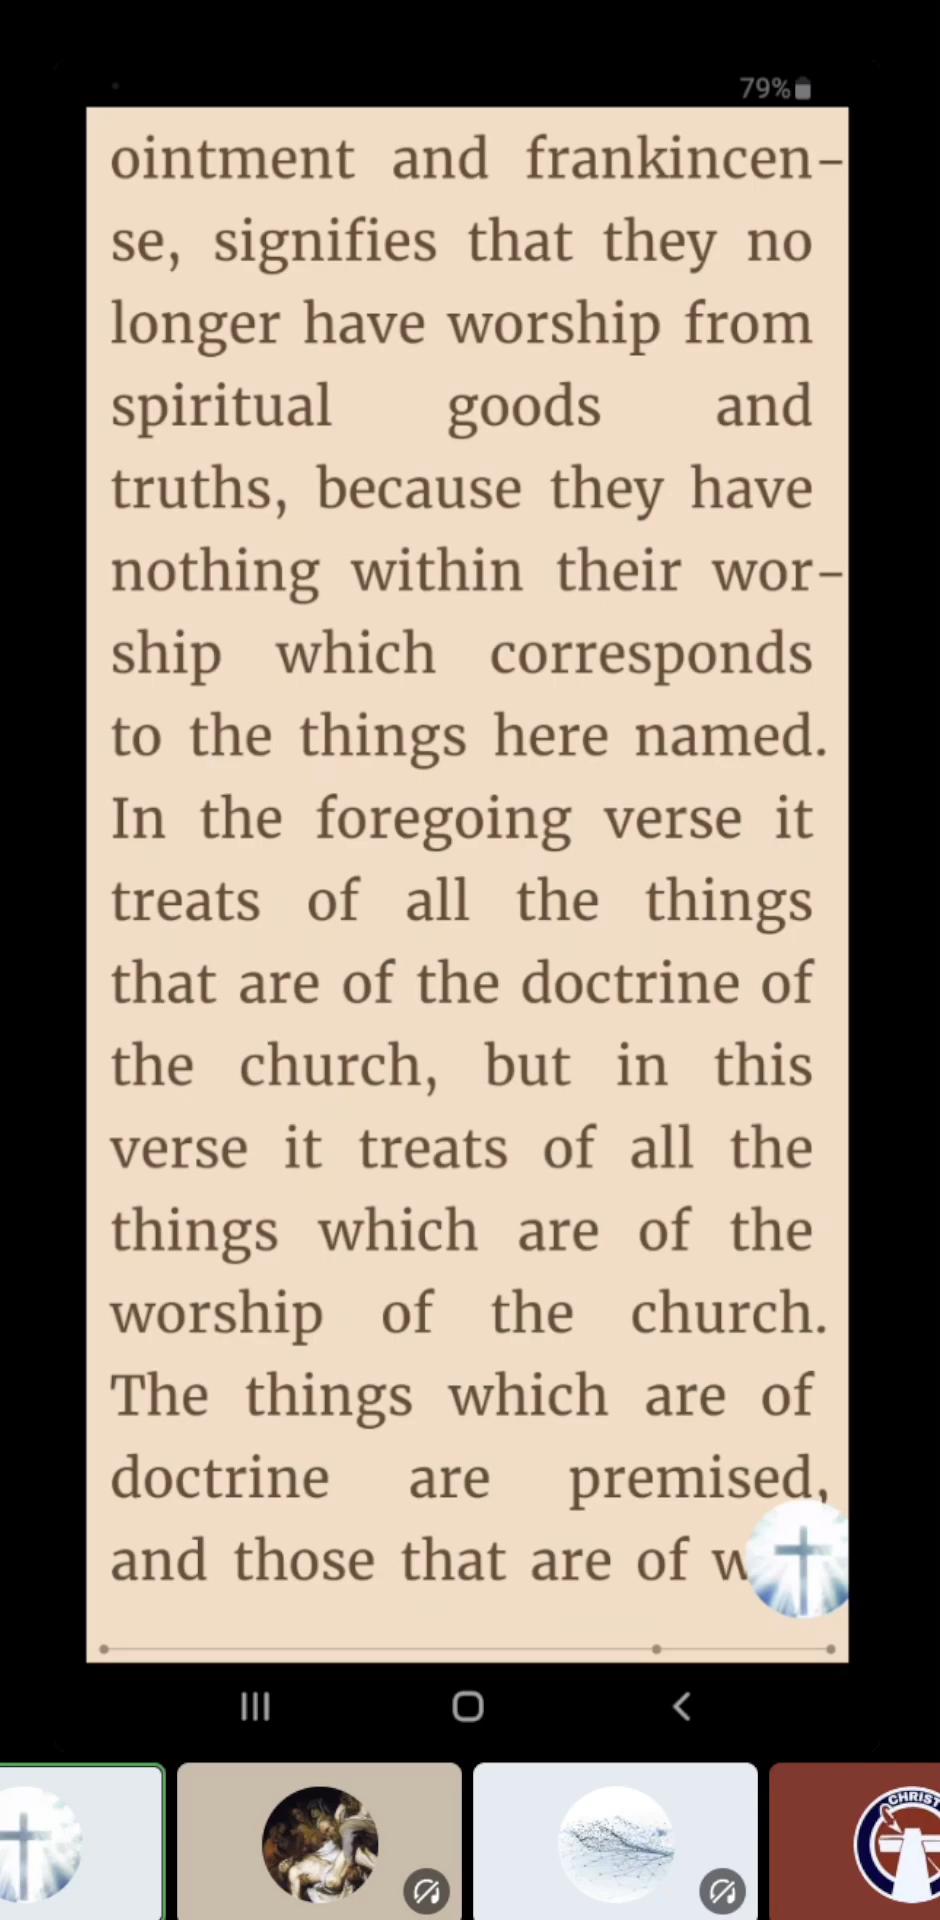 79%
ointment and frankincen-
se, signifies that they no
longer have worship from
spiritual goods and
truths, because they have
nothing within their wor-
ship which corresponds
to the things here named.
In the foregoing verse it
treats of all the things
that are of the doctrine of
the church, but in this
verse it treats of all the
things which are of the
worship of the church.
The things which are of
doctrine are premised,
and those that are of w
CHRIST